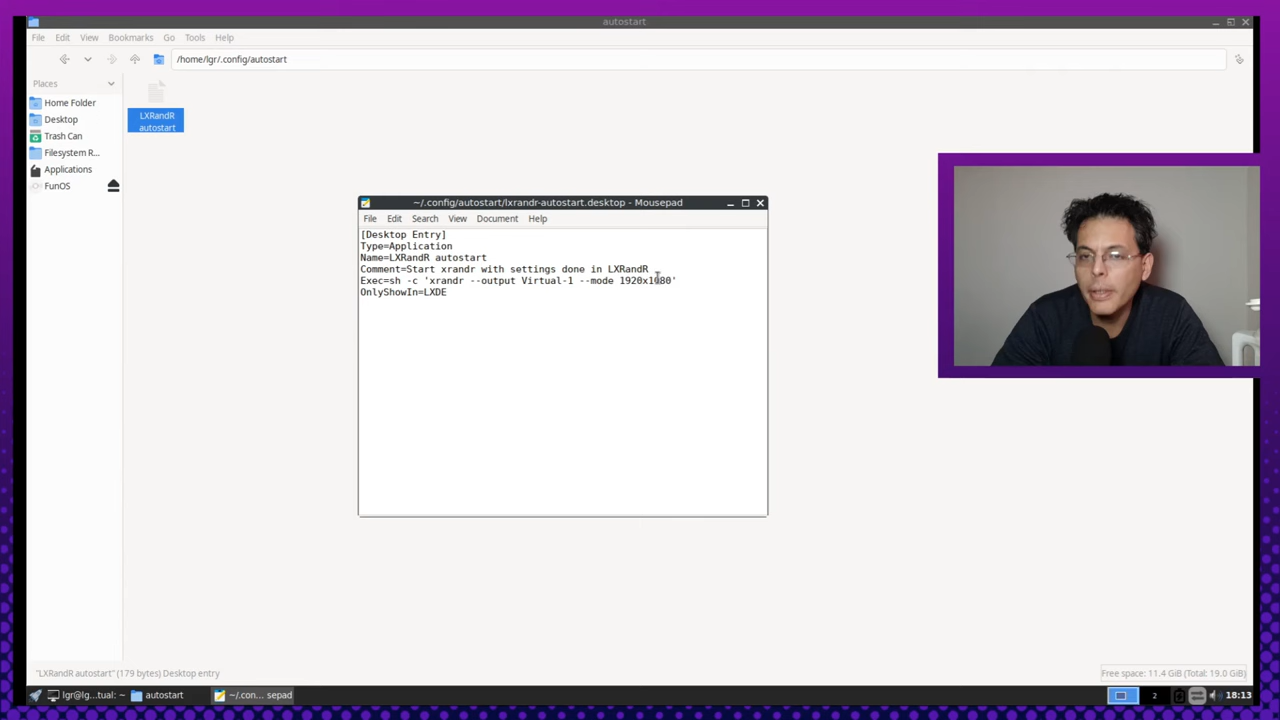 autostart
File Edit View Bookmarks Go Tools Help
/home/lgr/.config/autostart
Places
Home Folder
Desktop
Trash Can
Filesystem R...
Applications
FunOS
LXRandR
autostart
~/.config/autostart/lxrandr-autostart.desktop - Mousepad
File Edit Search View Document Help
[Desktop Entry]
Type=Application
Name=LXRandR autostart
Comment=Start xrandr with settings done in LXRandR
Exec=sh -c 'xrandr --output Virtual-1 --mode 1920x1080'
OnlyShowIn=LXDE
"LXRandR autostart" (179 bytes) Desktop entry
Free space: 11.4 GiB (Total: 19.0 GiB)
lgr@lg...tual: ~ autostart ~/.con... sepad 2 18:13